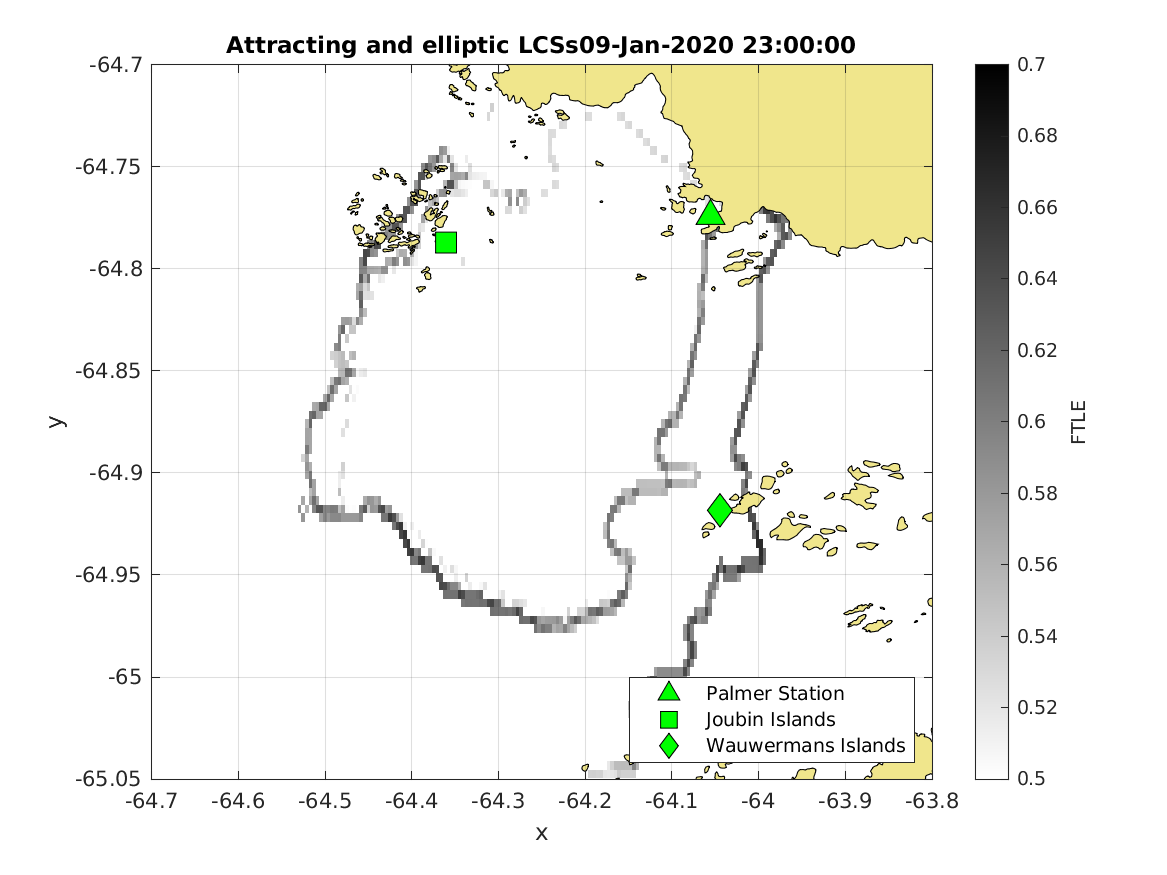 Attracting and elliptic LCSs09-Jan-2020 23:00:00
-64.7
-64.75
-64.8
-64.85
-64.9
-64.95
-65
-65.05
y
-64.7 -64.6 -64.5 -64.4 -64.3 -64.2 -64.1 -64 -63.9 -63.8
x
Palmer Station
Joubin Islands
Wauwermans Islands
0.7
0.68
0.66
0.64
0.62
0.6
0.58
0.56
0.54
0.52
0.5
FTLE